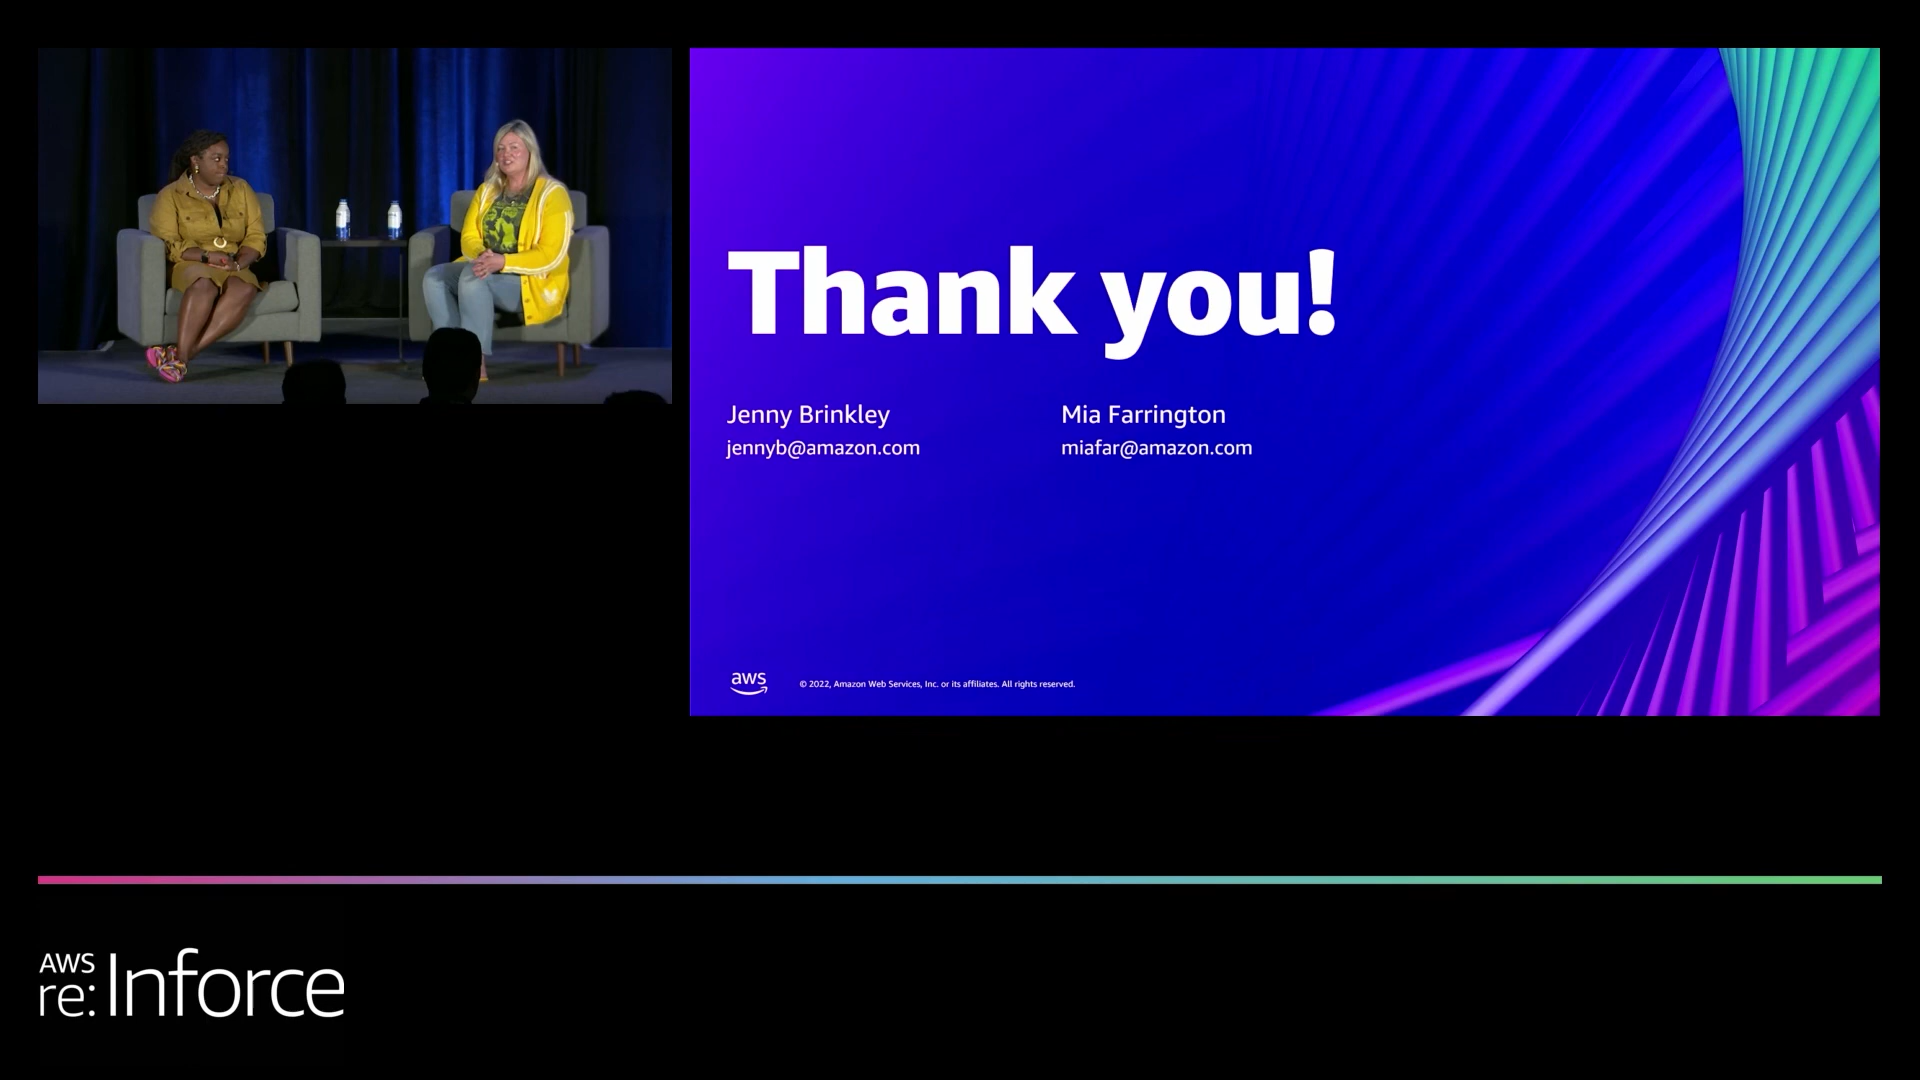 Thank you!
Jenny Brinkley
jennyb@amazon.com
Mia Farrington
miafar@amazon.com
aws
© 2022, Amazon Web Services, Inc. or its affiliates. All rights reserved.
AWS
re:Inforce